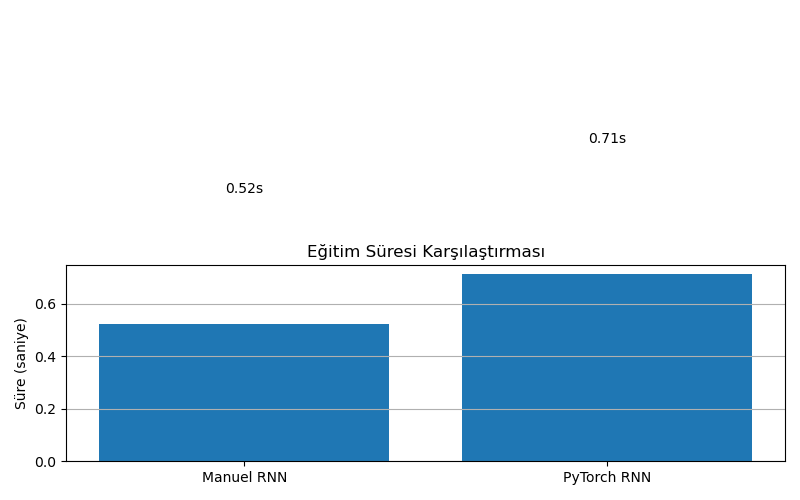 0.71s
0.52s
Eğitim Süresi Karşılaştırması
Süre (saniye)
0.6
0.4
0.2
0.0
Manuel RNN
PyTorch RNN